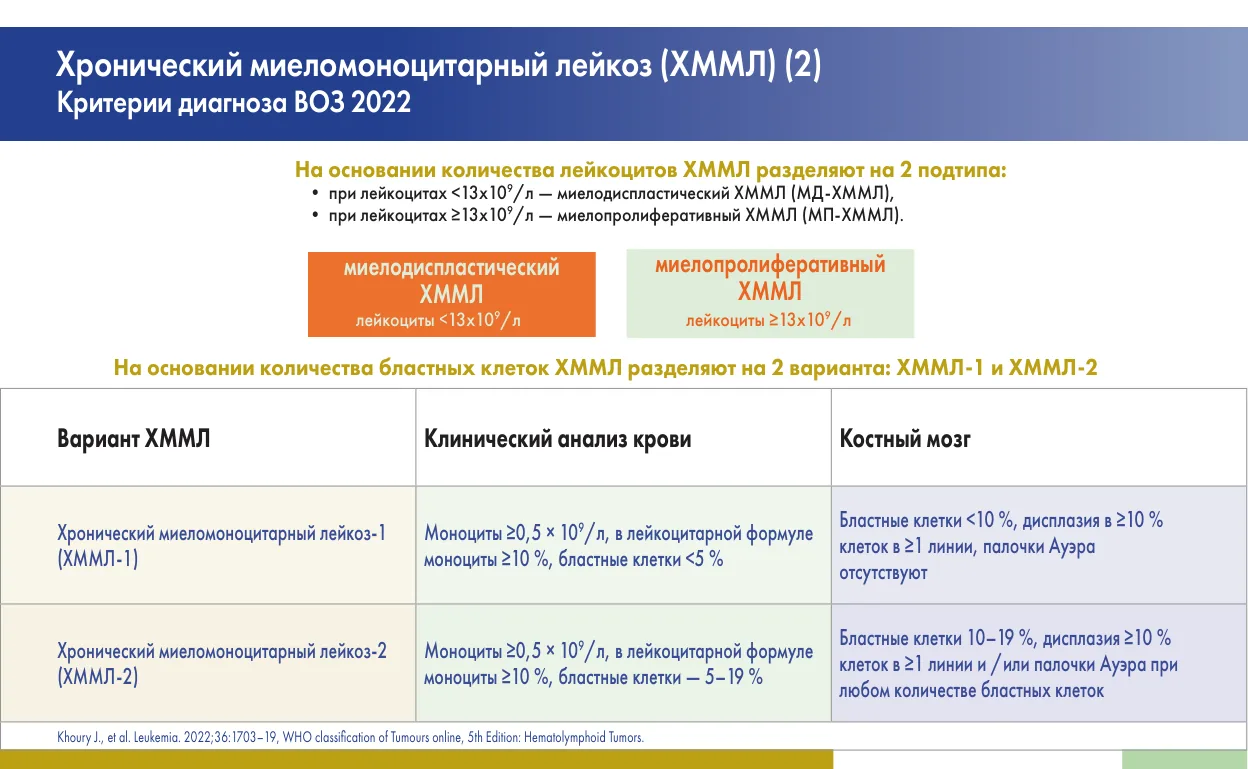 Хронический миеломоноцитарный лейкоз (ХММЛ) (2)
Критерии диагноза ВОЗ 2022
На основании количества лейкоцитов ХММЛ разделяют на 2 подтипа:
• при лейкоцитах <13х10⁹/л — миелодиспластический ХММЛ (МД-ХММЛ),
• при лейкоцитах ≥13х10⁹/л — миелопролиферативный ХММЛ (МП-ХММЛ).
миелодиспластический
ХММЛ
лейкоциты <13х10⁹/л
миелопролиферативный
ХММЛ
лейкоциты ≥13х10⁹/л
На основании количества бластных клеток ХММЛ разделяют на 2 варианта: ХММЛ-1 и ХММЛ-2
Вариант ХММЛ
Клинический анализ крови
Костный мозг
Хронический миеломоноцитарный лейкоз-1
(ХММЛ-1)
Моноциты ≥0,5 × 10⁹/л, в лейкоцитарной формуле
моноциты ≥10 %, бластные клетки <5 %
Бластные клетки <10 %, дисплазия в ≥10 %
клеток в ≥1 линии, палочки Ауэра
отсутствуют
Хронический миеломоноцитарный лейкоз-2
(ХММЛ-2)
Моноциты ≥0,5 × 10⁹/л, в лейкоцитарной формуле
моноциты ≥10 %, бластные клетки — 5–19 %
Бластные клетки 10–19 %, дисплазия ≥10 %
клеток в ≥1 линии и /или палочки Ауэра при
любом количестве бластных клеток
Khoury J., et al. Leukemia. 2022;36:1703–19, WHO classification of Tumours online, 5th Edition: Hematolymphoid Tumors.